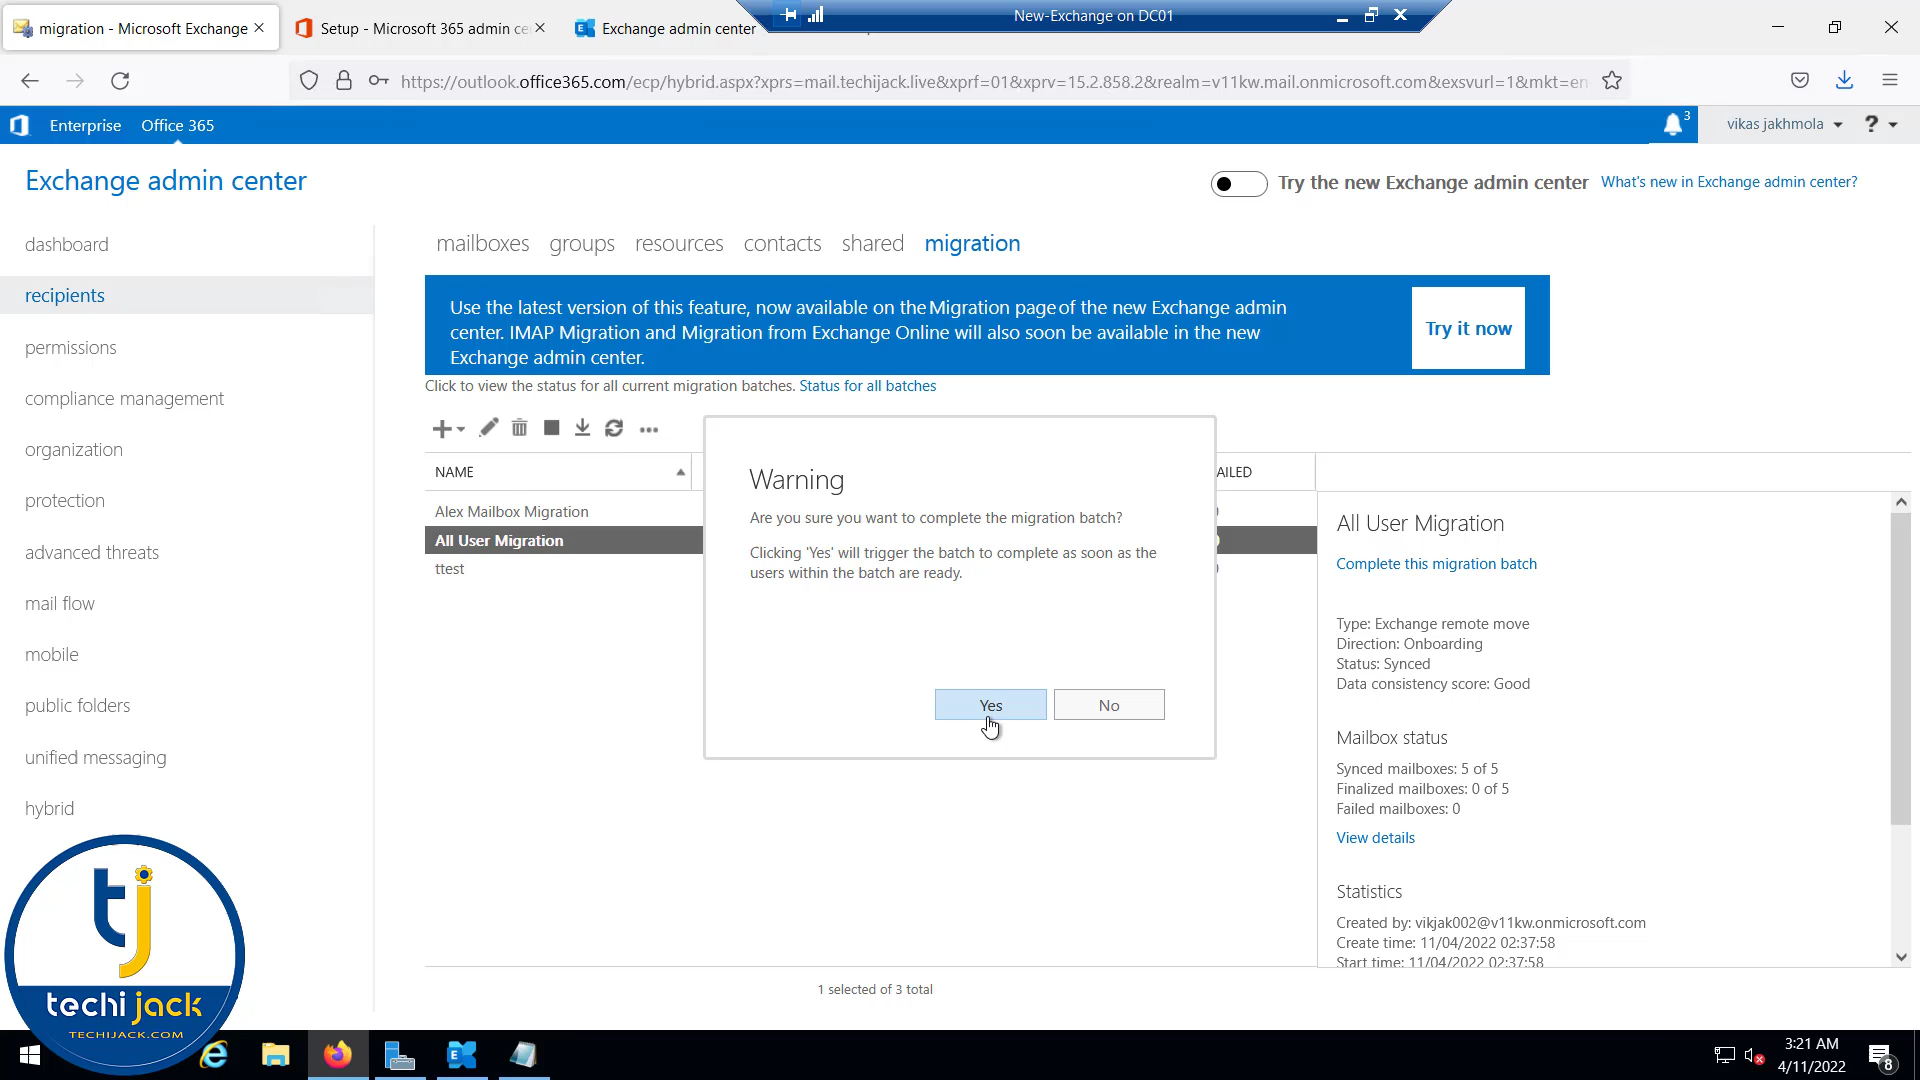 migration - Microsoft Exchange
Setup - Microsoft 365 admin ce
Exchange admin center
New-Exchange on DC01
https://outlook.office365.com/ecp/hybrid.aspx?xprs=mail.techijack.live&xprf=01&xprv=15.2.858.2&realm=v11kw.mail.onmicrosoft.com&exsvurl=1&mkt=en
Enterprise
Office 365
3
vikas jakhmola
?
Exchange admin center
Try the new Exchange admin center
What's new in Exchange admin center?
dashboard
recipients
permissions
compliance management
organization
protection
advanced threats
mail flow
mobile
public folders
unified messaging
hybrid
mailboxes
groups
resources
contacts
shared
migration
Use the latest version of this feature, now available on the Migration page of the new Exchange admin
center. IMAP Migration and Migration from Exchange Online will also soon be available in the new
Exchange admin center.
Try it now
Click to view the status for all current migration batches. Status for all batches
NAME
AILED
Alex Mailbox Migration
All User Migration
ttest
Warning
Are you sure you want to complete the migration batch?
Clicking 'Yes' will trigger the batch to complete as soon as the
users within the batch are ready.
Yes
No
All User Migration
Complete this migration batch
Type: Exchange remote move
Direction: Onboarding
Status: Synced
Data consistency score: Good
Mailbox status
Synced mailboxes: 5 of 5
Finalized mailboxes: 0 of 5
Failed mailboxes: 0
View details
Statistics
Created by: vikjak002@v11kw.onmicrosoft.com
Create time: 11/04/2022 02:37:58
Start time: 11/04/2022 02:37:58
1 selected of 3 total
tj
techi jack
TECHIJACK.COM
3:21 AM
4/11/2022
8